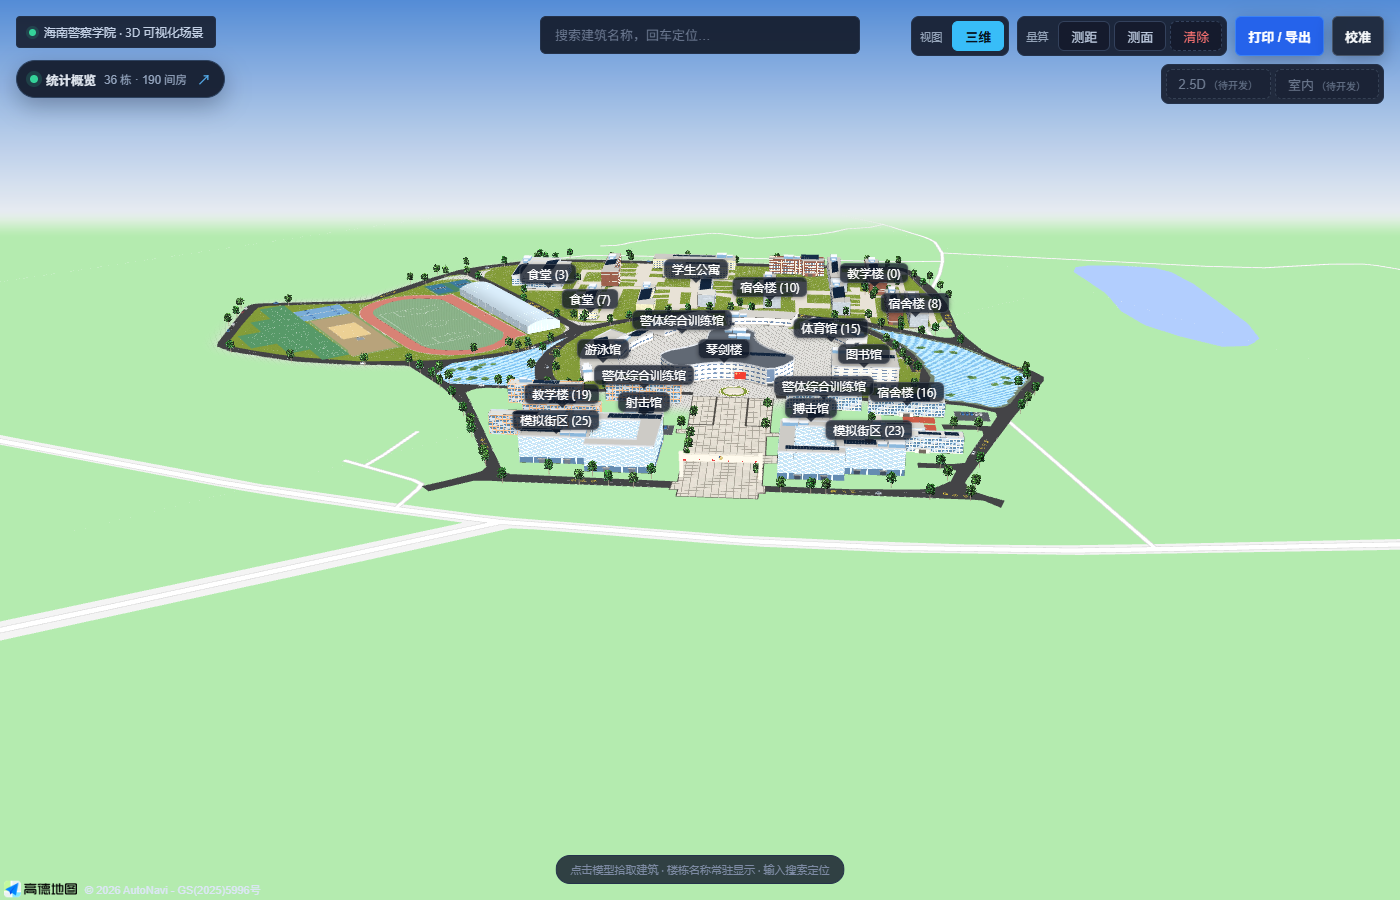 海南警察学院 · 3D 可视化场景
搜索建筑名称，回车定位...
视图 三维
量算 测距 测面 清除
打印 / 导出 校准
统计概览 36 栋 · 190 间房 ↗
2.5D（待开发） 室内（待开发）
食堂 (3)
学生公寓
教学楼 (0)
宿舍楼 (10)
食堂 (7)
宿舍楼 (8)
警体综合训练馆
体育馆 (15)
游泳馆
琴剑楼
图书馆
警体综合训练馆
警体综合训练馆
教学楼 (19)
宿舍楼 (16)
射击馆
搏击馆
模拟街区 (25)
模拟街区 (23)
点击模型拾取建筑 · 楼栋名称常驻显示 · 输入搜索定位
高德地图 © 2026 AutoNavi - GS(2025)5996号